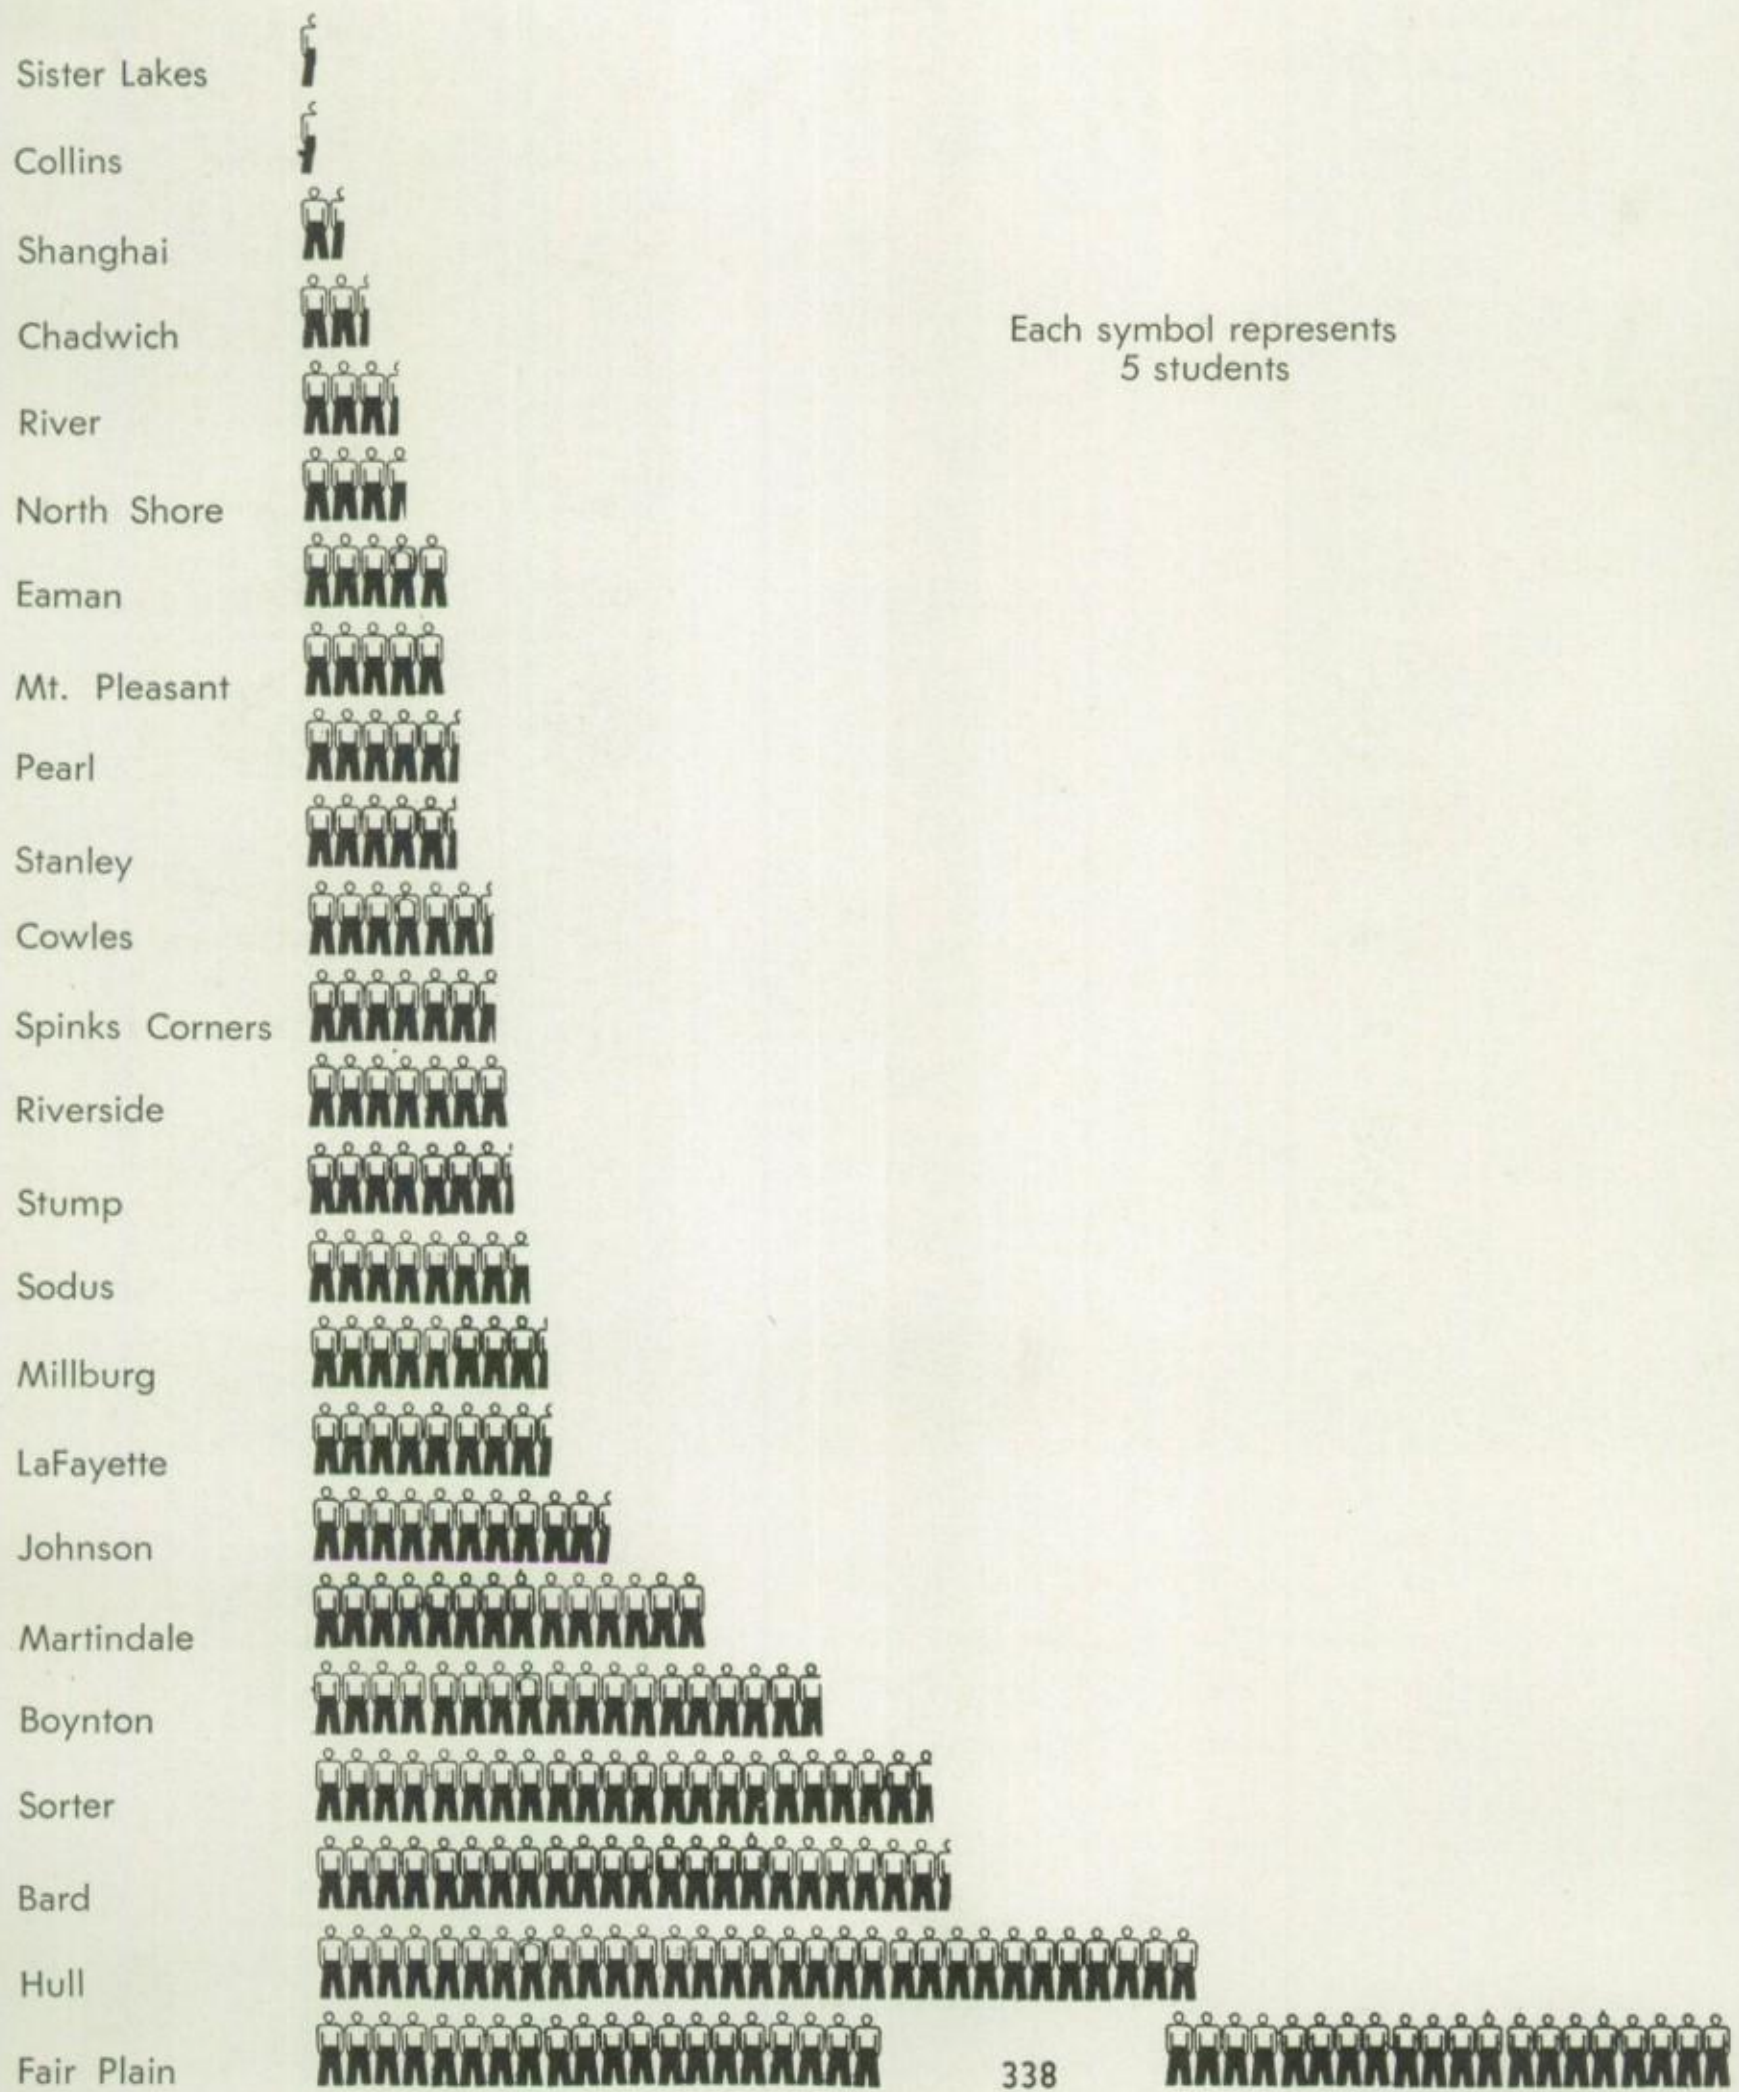 Sister Lakes
Collins
Shanghai
Chadwich
Each symbol represents
5 students
River
North Shore
Eaman
Mt. Pleasant
Pearl
Stanley
Cowles
Spinks Corners
Riverside
Stump
Sodus
Millburg
LaFayette
Johnson
Martindale
Boynton
Sorter
Bard
Hull
Fair Plain 338